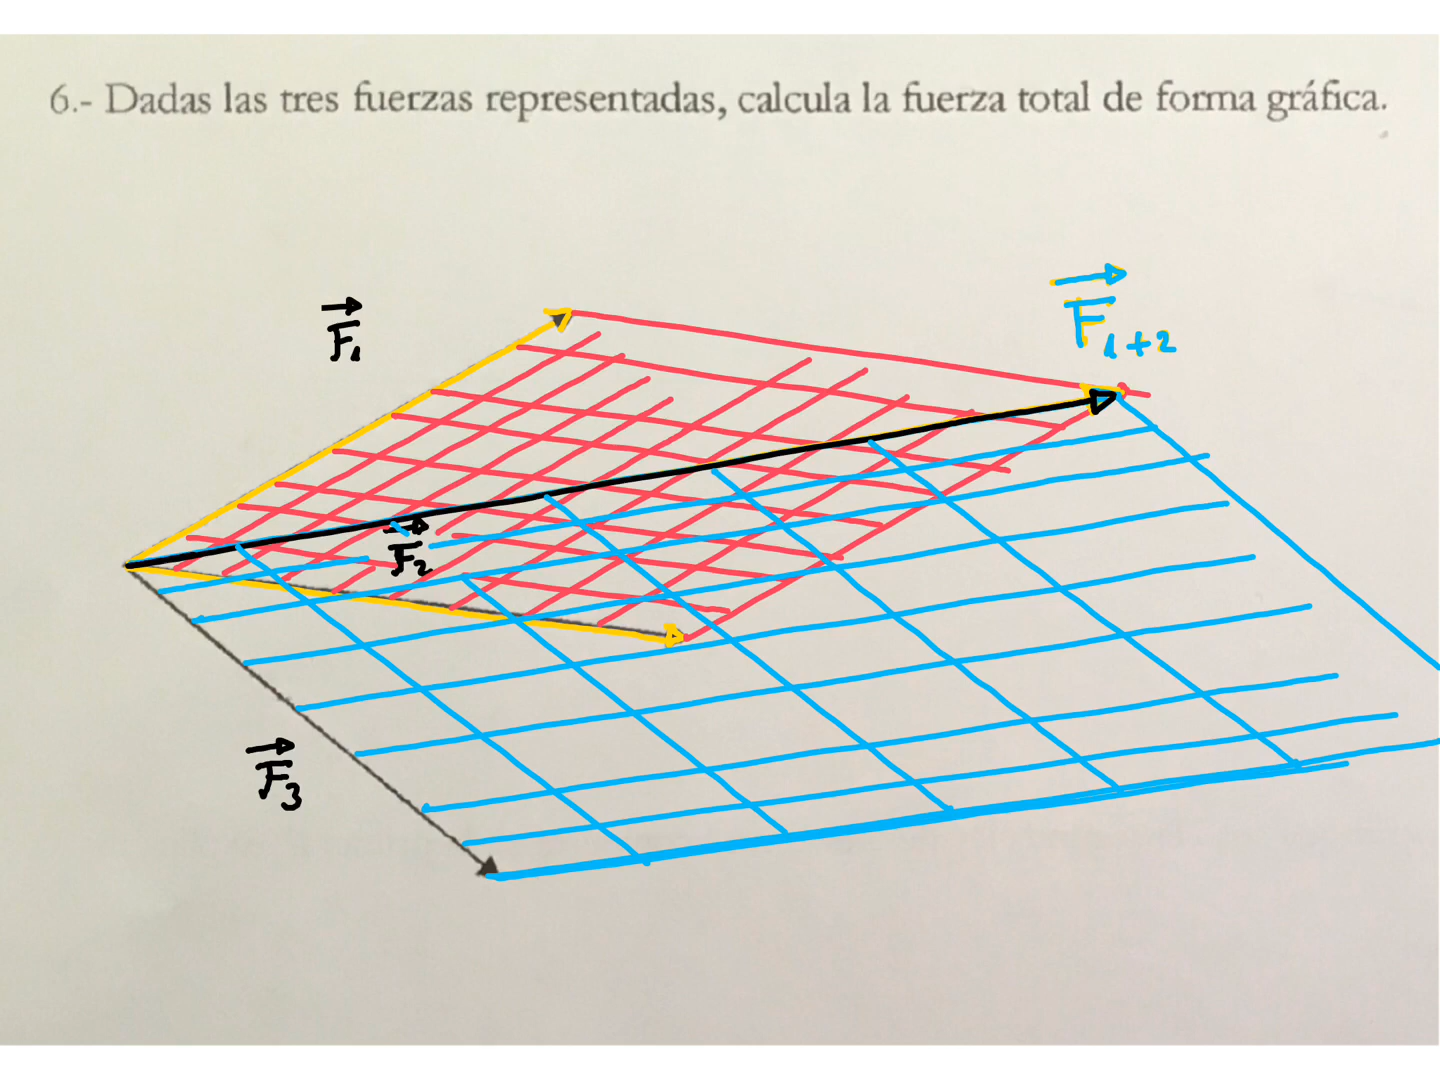 6.- Dadas las tres fuerzas representadas, calcula la fuerza total de forma gráfica.
F1
F1+2
F2
F3